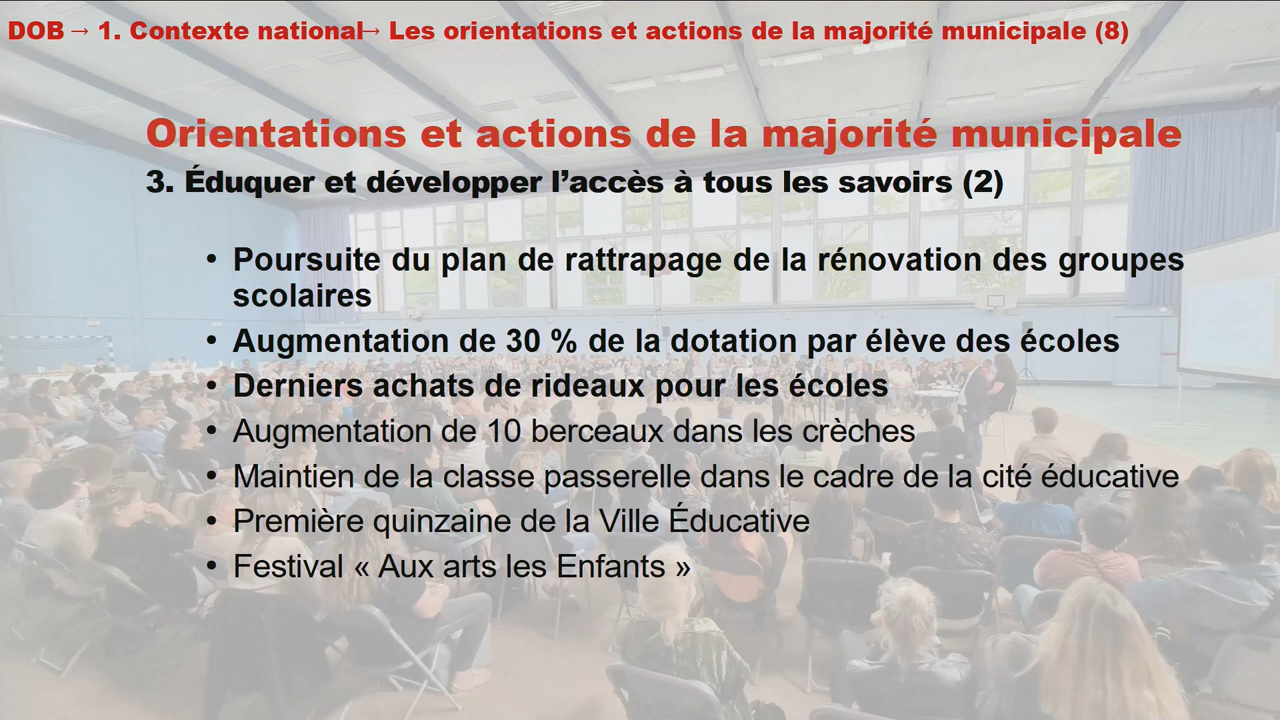 DOB → 1. Contexte national→ Les orientations et actions de la majorité municipale (8)
Orientations et actions de la majorité municipale
3. Éduquer et développer l’accès à tous les savoirs (2)
• Poursuite du plan de rattrapage de la rénovation des groupes
scolaires
• Augmentation de 30 % de la dotation par élève des écoles
• Derniers achats de rideaux pour les écoles
• Augmentation de 10 berceaux dans les crèches
• Maintien de la classe passerelle dans le cadre de la cité éducative
• Première quinzaine de la Ville Éducative
• Festival « Aux arts les Enfants »